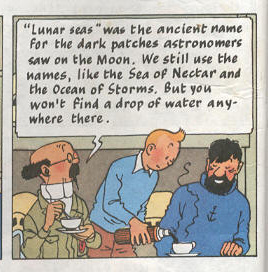 "Lunar seas" was the ancient name
for the dark patches astronomers
saw on the Moon. We still use the
names, like the Sea of Nectar and
the Ocean of Storms. But you
won't find a drop of water any-
where there.